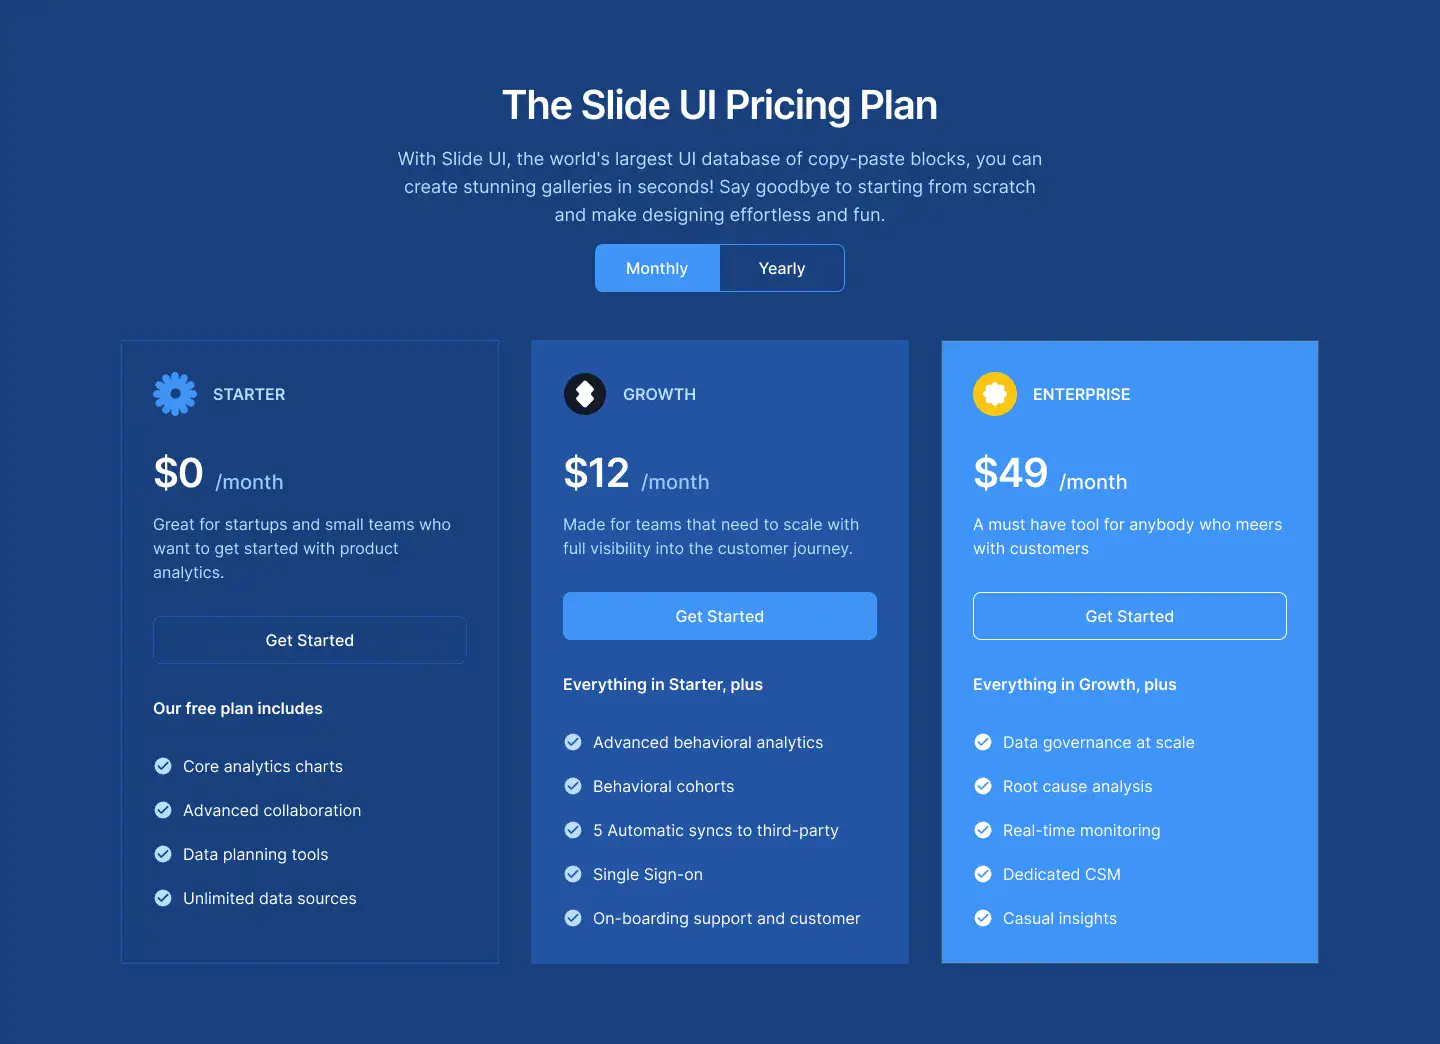 The Slide UI Pricing Plan
With Slide UI, the world's largest UI database of copy-paste blocks, you can
create stunning galleries in seconds! Say goodbye to starting from scratch
and make designing effortless and fun.
Monthly
Yearly
STARTER
$0 /month
Great for startups and small teams who
want to get started with product
analytics.
Get Started
Our free plan includes
Core analytics charts
Advanced collaboration
Data planning tools
Unlimited data sources
GROWTH
$12 /month
Made for teams that need to scale with
full visibility into the customer journey.
Get Started
Everything in Starter, plus
Advanced behavioral analytics
Behavioral cohorts
5 Automatic syncs to third-party
Single Sign-on
On-boarding support and customer
ENTERPRISE
$49 /month
A must have tool for anybody who meers
with customers
Get Started
Everything in Growth, plus
Data governance at scale
Root cause analysis
Real-time monitoring
Dedicated CSM
Casual insights